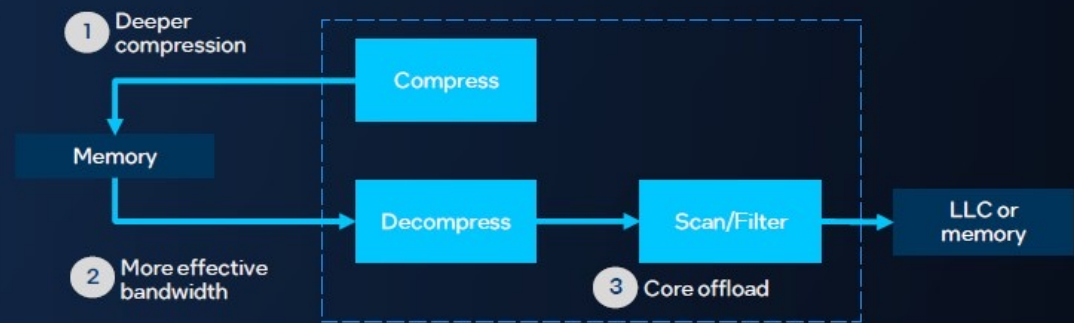 1 Deeper
compression
Compress
Memory
Decompress
Scan/Filter
LLC or
memory
2 More effective
bandwidth
3 Core offload